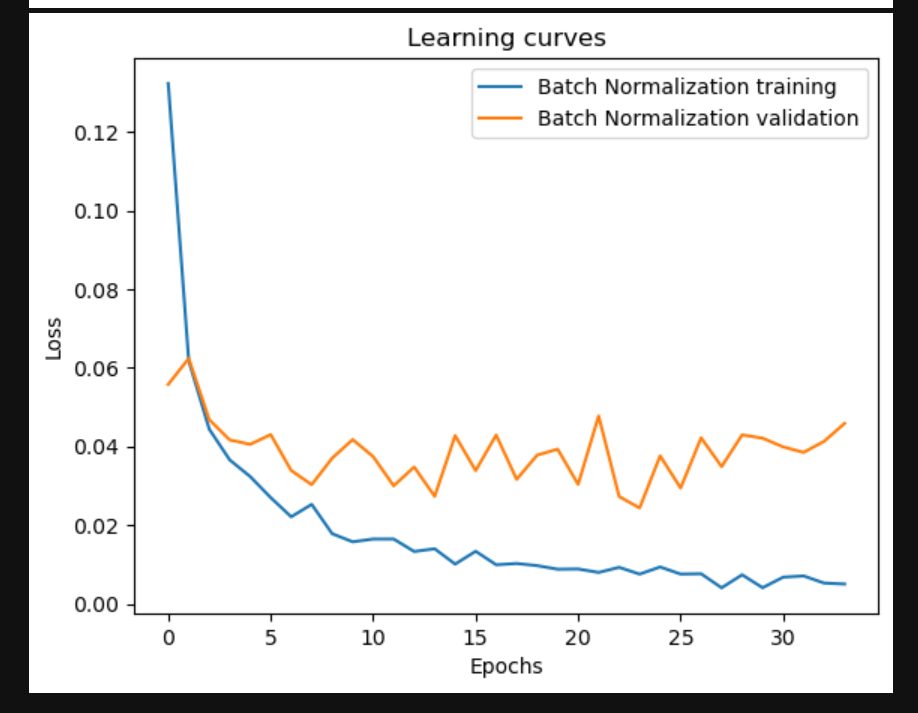 Learning curves
Batch Normalization training
Batch Normalization validation
0.12
0.10
0.08
0.06
0.04
0.02
0.00
Loss
0 5 10 15 20 25 30
Epochs